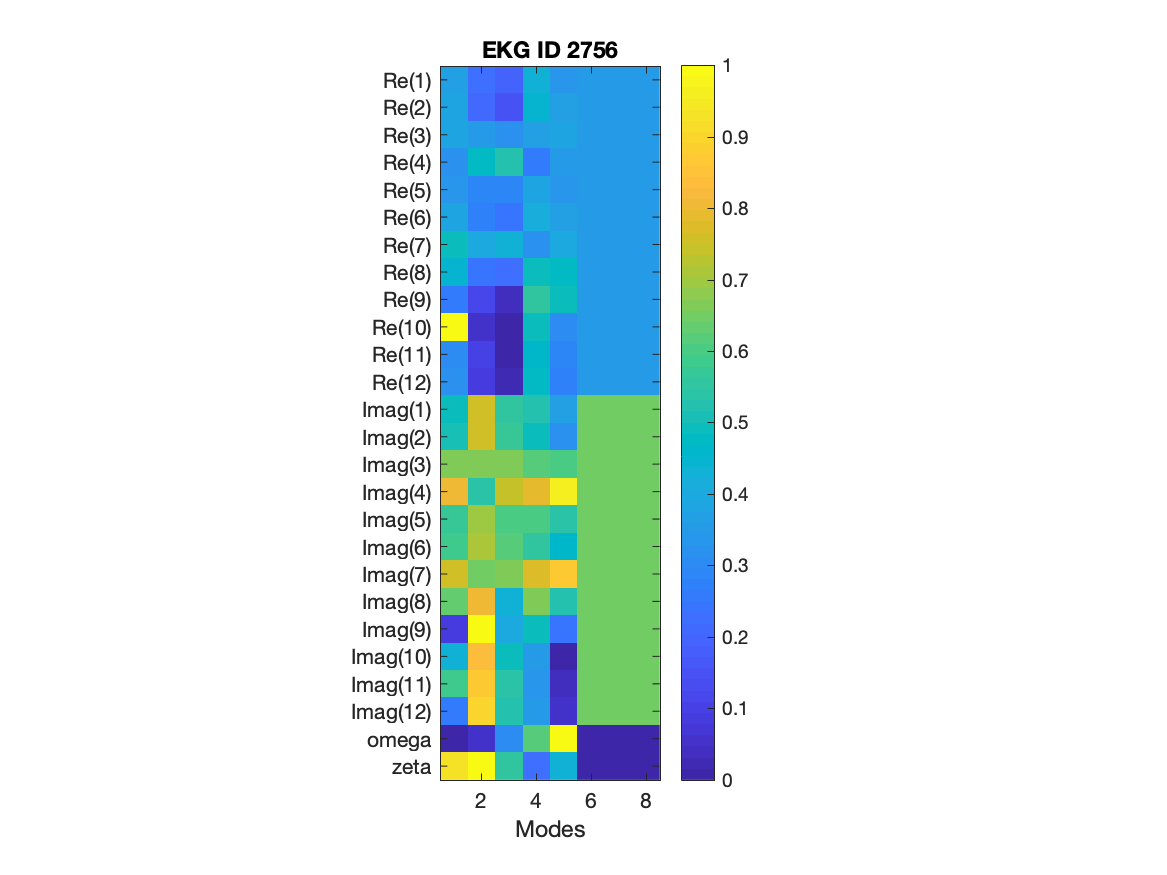 EKG ID 2756
Re(1)
Re(2)
Re(3)
Re(4)
Re(5)
Re(6)
Re(7)
Re(8)
Re(9)
Re(10)
Re(11)
Re(12)
Imag(1)
Imag(2)
Imag(3)
Imag(4)
Imag(5)
Imag(6)
Imag(7)
Imag(8)
Imag(9)
Imag(10)
Imag(11)
Imag(12)
omega
zeta
2 4 6 8
Modes
1
0.9
0.8
0.7
0.6
0.5
0.4
0.3
0.2
0.1
0